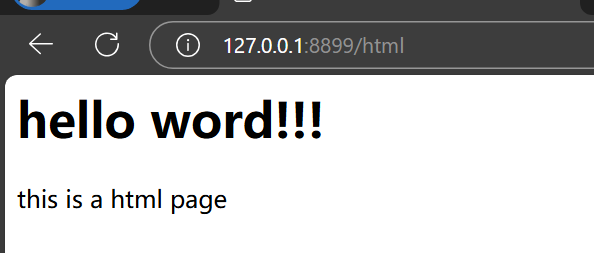 127.0.0.1:8899/html
hello word!!!
this is a html page